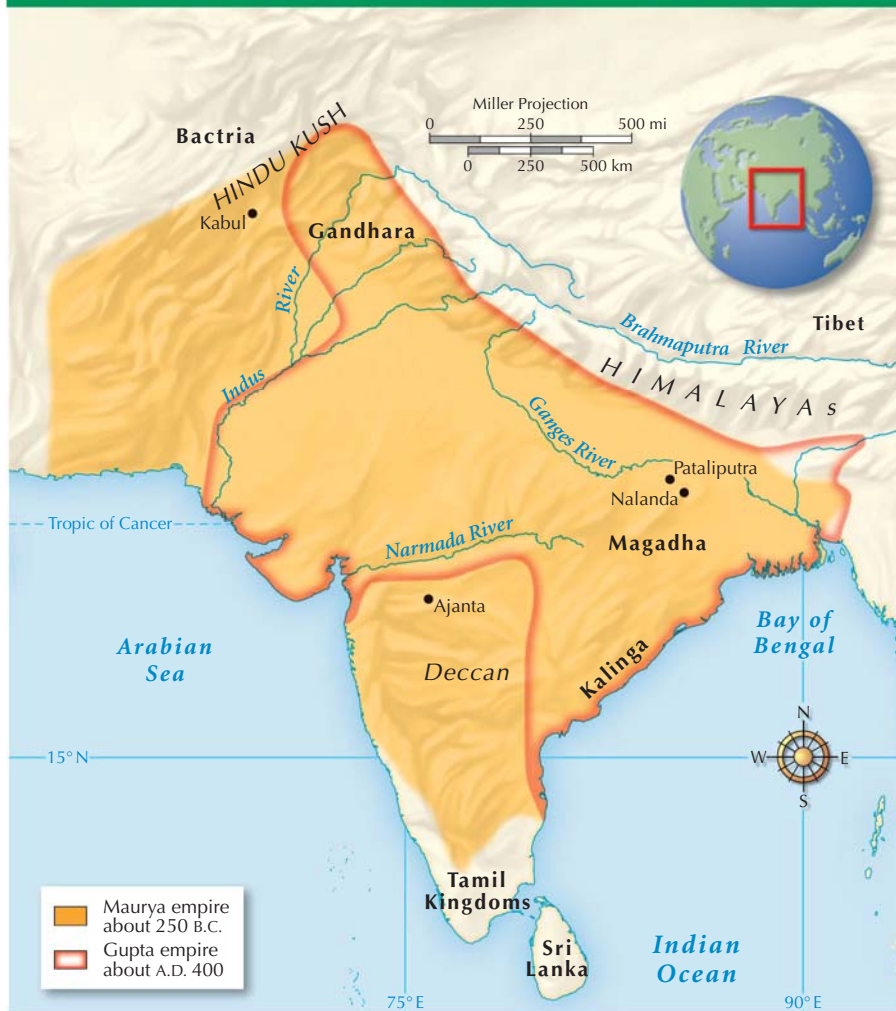 Miller Projection
0 250 500 mi
0 250 500 km
Bactria
HINDU KUSH
Kabul
Gandhara
River
Indus
Tibet
Brahmaputra River
HIMALAYAS
Ganges River
Pataliputra
Nalanda
Tropic of Cancer
Narmada River
Magadha
Ajanta
Arabian
Sea
Deccan
Kalinga
Bay of
Bengal
N
W E
S
15°N
Tamil
Kingdoms
Sri
Lanka
Indian
Ocean
Maurya empire
about 250 B.C.
Gupta empire
about A.D. 400
75°E
90°E